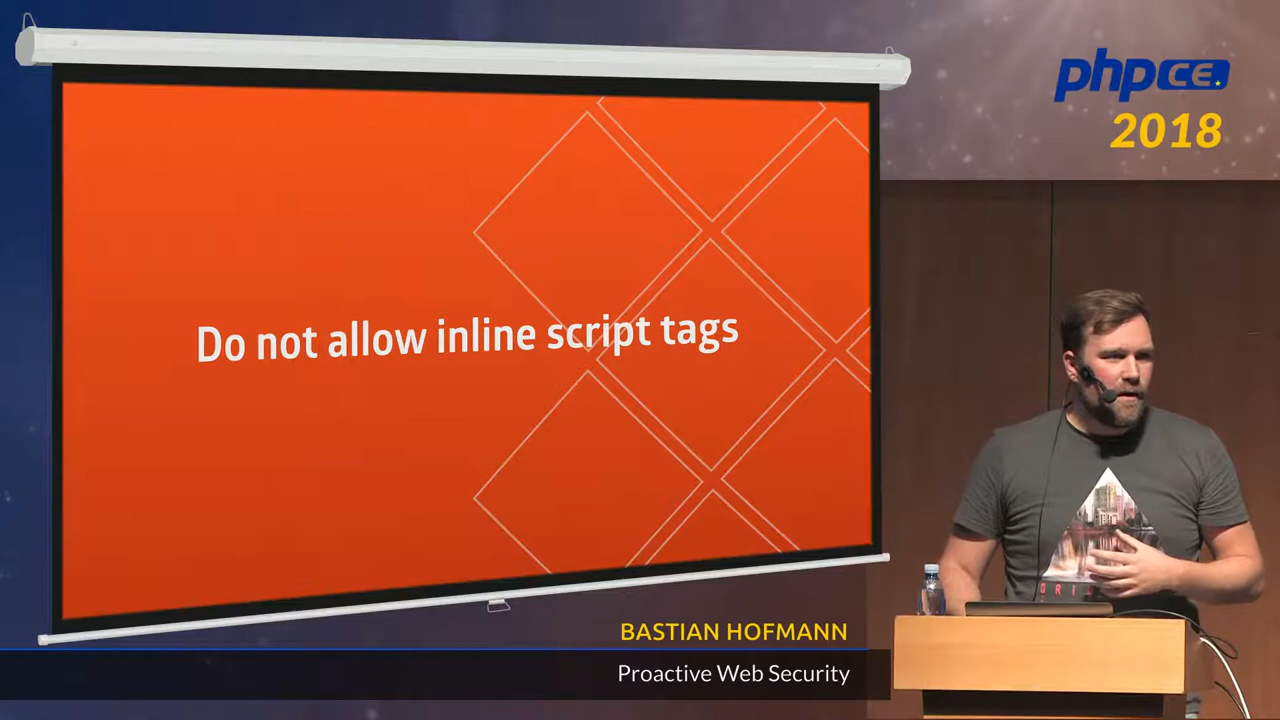 phpCE
2018
Do not allow inline script tags
BASTIAN HOFMANN
Proactive Web Security